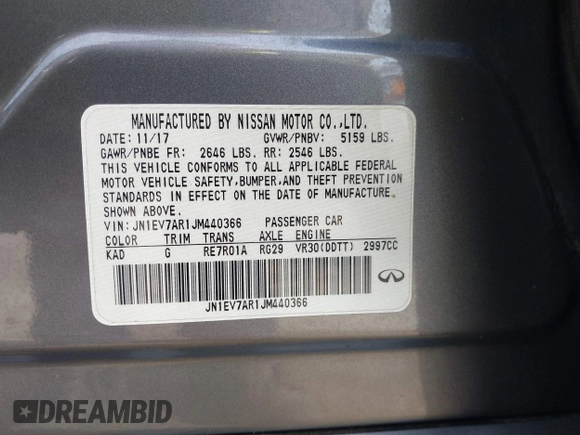 MANUFACTURED BY NISSAN MOTOR CO.,LTD.
DATE: 11/17 GVWR/PNBV: 5159 LBS.
GAWR/PNBE FR: 2646 LBS. RR: 2546 LBS.
THIS VEHICLE CONFORMS TO ALL APPLICABLE FEDERAL
MOTOR VEHICLE SAFETY,BUMPER,AND THEFT PREVENTION
STANDARDS IN EFFECT ON THE DATE OF MANUFACTURE.
SHOWN ABOVE.
VIN: JN1EV7AR1JM440366 PASSENGER CAR
COLOR TRIM TRANS AXLE ENGINE
KAD G RE7R01A RG29 VR30(DDTT) 2997CC
JN1EV7AR1JM440366
DREAMBID